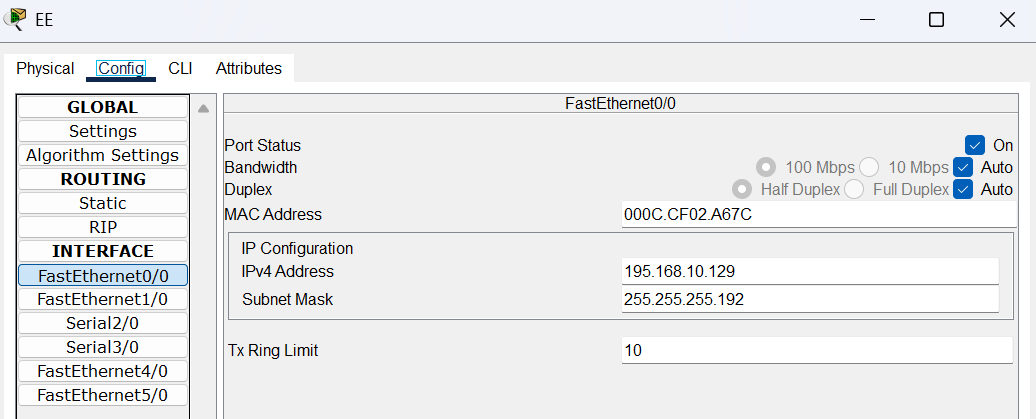 EE
Physical Config CLI Attributes
GLOBAL
Settings
Algorithm Settings
ROUTING
Static
RIP
INTERFACE
FastEthernet0/0
FastEthernet1/0
Serial2/0
Serial3/0
FastEthernet4/0
FastEthernet5/0
FastEthernet0/0
Port Status On
Bandwidth 100 Mbps 10 Mbps Auto
Duplex Half Duplex Full Duplex Auto
MAC Address 000C.CF02.A67C
IP Configuration
IPv4 Address 195.168.10.129
Subnet Mask 255.255.255.192
Tx Ring Limit 10